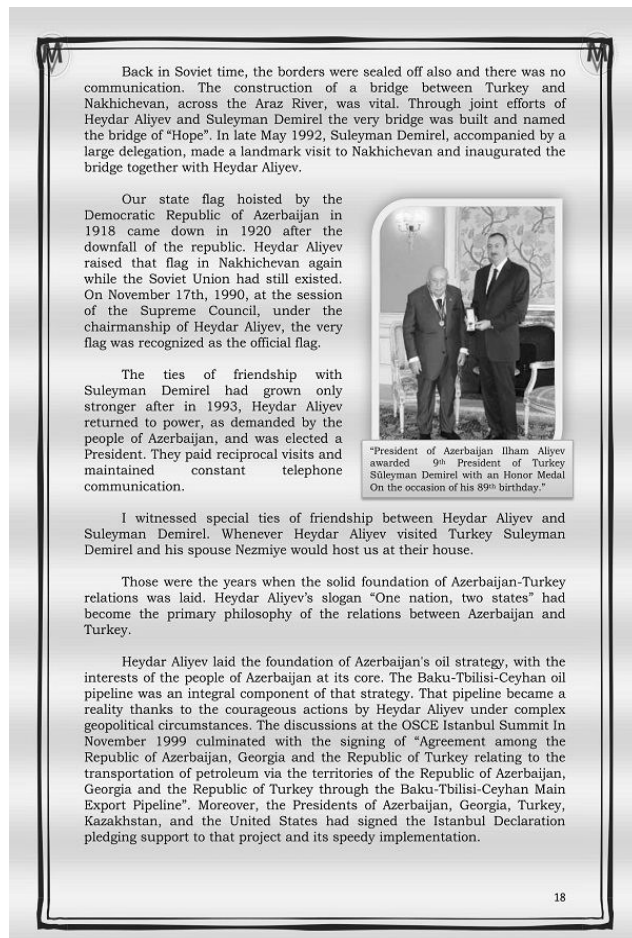 Back in Soviet time, the borders were sealed off also and there was no
communication. The construction of a bridge between Turkey and
Nakhichevan, across the Araz River, was vital. Through joint efforts of
Heydar Aliyev and Suleyman Demirel the very bridge was built and named
the bridge of “Hope”. In late May 1992, Suleyman Demirel, accompanied by a
large delegation, made a landmark visit to Nakhichevan and inaugurated the
bridge together with Heydar Aliyev.
Our state flag hoisted by the
Democratic Republic of Azerbaijan in
1918 came down in 1920 after the
downfall of the republic. Heydar Aliyev
raised that flag in Nakhichevan again
while the Soviet Union had still existed.
On November 17th, 1990, at the session
of the Supreme Council, under the
chairmanship of Heydar Aliyev, the very
flag was recognized as the official flag.
The ties of friendship with
Suleyman Demirel had grown only
stronger after in 1993, Heydar Aliyev
returned to power, as demanded by the
people of Azerbaijan, and was elected a
President. They paid reciprocal visits and
maintained constant telephone
communication.
“President of Azerbaijan Ilham Aliyev
awarded 9th President of Turkey
Süleyman Demirel with an Honor Medal
On the occasion of his 89th birthday.”
I witnessed special ties of friendship between Heydar Aliyev and
Suleyman Demirel. Whenever Heydar Aliyev visited Turkey Suleyman
Demirel and his spouse Nezmiye would host us at their house.
Those were the years when the solid foundation of Azerbaijan-Turkey
relations was laid. Heydar Aliyev’s slogan “One nation, two states” had
become the primary philosophy of the relations between Azerbaijan and
Turkey.
Heydar Aliyev laid the foundation of Azerbaijan's oil strategy, with the
interests of the people of Azerbaijan at its core. The Baku-Tbilisi-Ceyhan oil
pipeline was an integral component of that strategy. That pipeline became a
reality thanks to the courageous actions by Heydar Aliyev under complex
geopolitical circumstances. The discussions at the OSCE Istanbul Summit In
November 1999 culminated with the signing of “Agreement among the
Republic of Azerbaijan, Georgia and the Republic of Turkey relating to the
transportation of petroleum via the territories of the Republic of Azerbaijan,
Georgia and the Republic of Turkey through the Baku-Tbilisi-Ceyhan Main
Export Pipeline”. Moreover, the Presidents of Azerbaijan, Georgia, Turkey,
Kazakhstan, and the United States had signed the Istanbul Declaration
pledging support to that project and its speedy implementation.
18